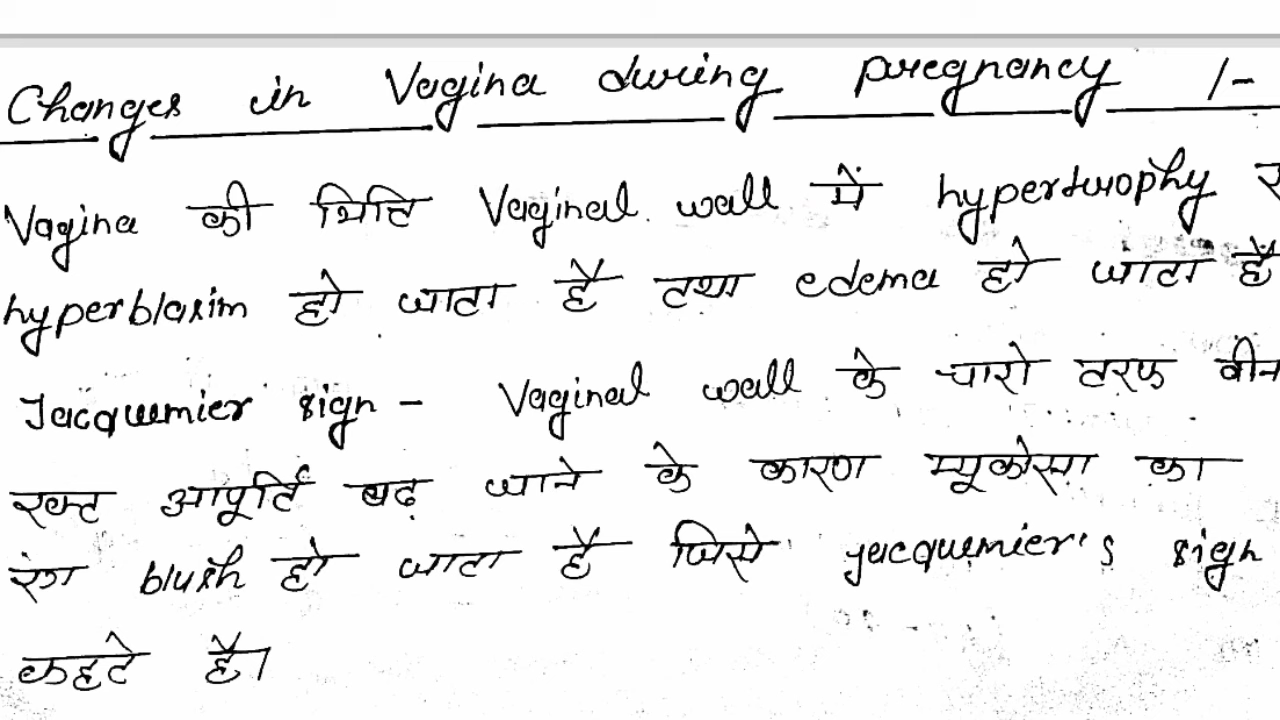 Changes in Vagina during pregnancy :-
Vagina की भित्ति Vaginal wall में hypertrophy
hyperblasim हो जाता है तथा edema हो जाता है
Jacquemier sign - Vaginal wall के चारो तरफ वीन
रक्त आपूर्ति बढ़ जाने के कारण म्यूकोसा का
रंग blush हो जाता है जिसे jacquemier's sign
कहते है।